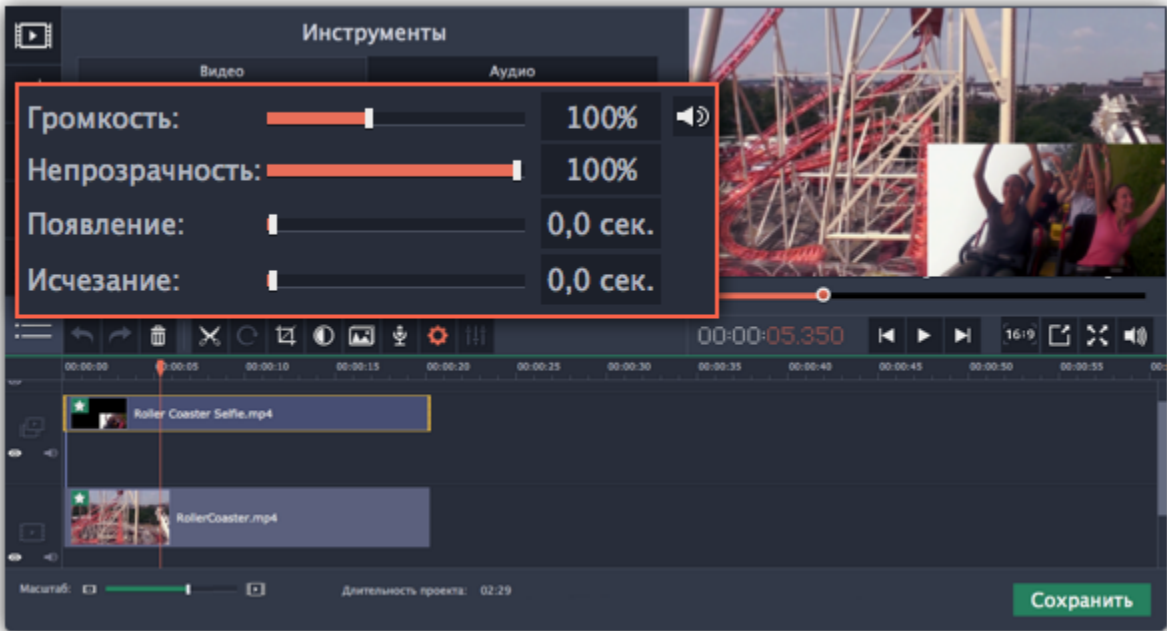 Инструменты
Видео Аудио
Громкость: 100%
Непрозрачность: 100%
Появление: 0,0 сек.
Исчезание: 0,0 сек.
00:00:05.350 16:9
00:00:00 00:00:05 00:00:10 00:00:15 00:00:20 00:00:25 00:00:30 00:00:35 00:00:40 00:00:45 00:00:50 00:00:55 00:
Roller Coaster Selfie.mp4
RollerCoaster.mp4
Масштаб: Длительность проекта: 02:29
Сохранить